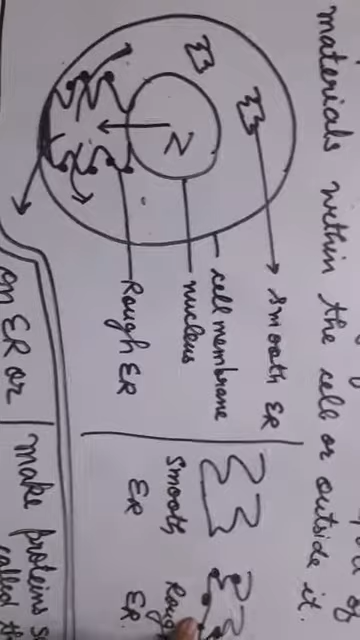 materials within the cell or outside it.
Smooth ER
cell membrane
nucleus
Rough ER
N
Smooth
ER
ER
on ER or
make proteins
called